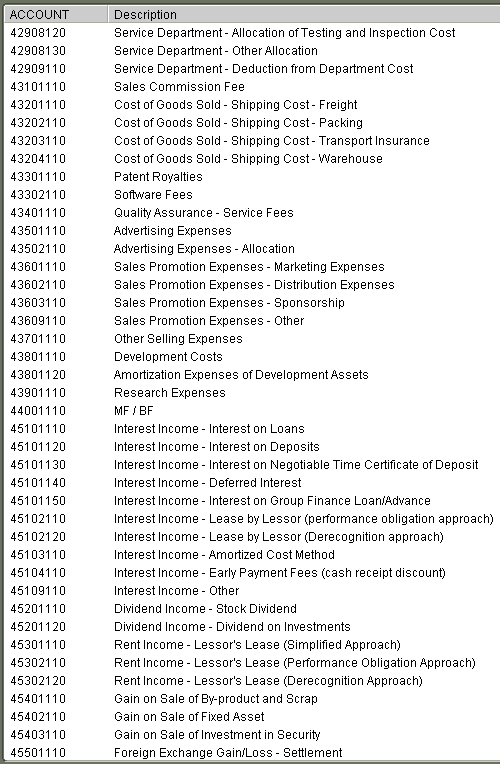 ACCOUNT Description
42908120 Service Department - Allocation of Testing and Inspection Cost
42908130 Service Department - Other Allocation
42909110 Service Department - Deduction from Department Cost
43101110 Sales Commission Fee
43201110 Cost of Goods Sold - Shipping Cost - Freight
43202110 Cost of Goods Sold - Shipping Cost - Packing
43203110 Cost of Goods Sold - Shipping Cost - Transport Insurance
43204110 Cost of Goods Sold - Shipping Cost - Warehouse
43301110 Patent Royalties
43302110 Software Fees
43401110 Quality Assurance - Service Fees
43501110 Advertising Expenses
43502110 Advertising Expenses - Allocation
43601110 Sales Promotion Expenses - Marketing Expenses
43602110 Sales Promotion Expenses - Distribution Expenses
43603110 Sales Promotion Expenses - Sponsorship
43609110 Sales Promotion Expenses - Other
43701110 Other Selling Expenses
43801110 Development Costs
43801120 Amortization Expenses of Development Assets
43901110 Research Expenses
44001110 MF / BF
45101110 Interest Income - Interest on Loans
45101120 Interest Income - Interest on Deposits
45101130 Interest Income - Interest on Negotiable Time Certificate of Deposit
45101140 Interest Income - Deferred Interest
45101150 Interest Income - Interest on Group Finance Loan/Advance
45102110 Interest Income - Lease by Lessor (performance obligation approach)
45102120 Interest Income - Lease by Lessor (Derecognition approach)
45103110 Interest Income - Amortized Cost Method
45104110 Interest Income - Early Payment Fees (cash receipt discount)
45109110 Interest Income - Other
45201110 Dividend Income - Stock Dividend
45201120 Dividend Income - Dividend on Investments
45301110 Rent Income - Lessor's Lease (Simplified Approach)
45302110 Rent Income - Lessor's Lease (Performance Obligation Approach)
45302120 Rent Income - Lessor's Lease (Derecognition Approach)
45401110 Gain on Sale of By-product and Scrap
45402110 Gain on Sale of Fixed Asset
45403110 Gain on Sale of Investment in Security
45501110 Foreign Exchange Gain/Loss - Settlement